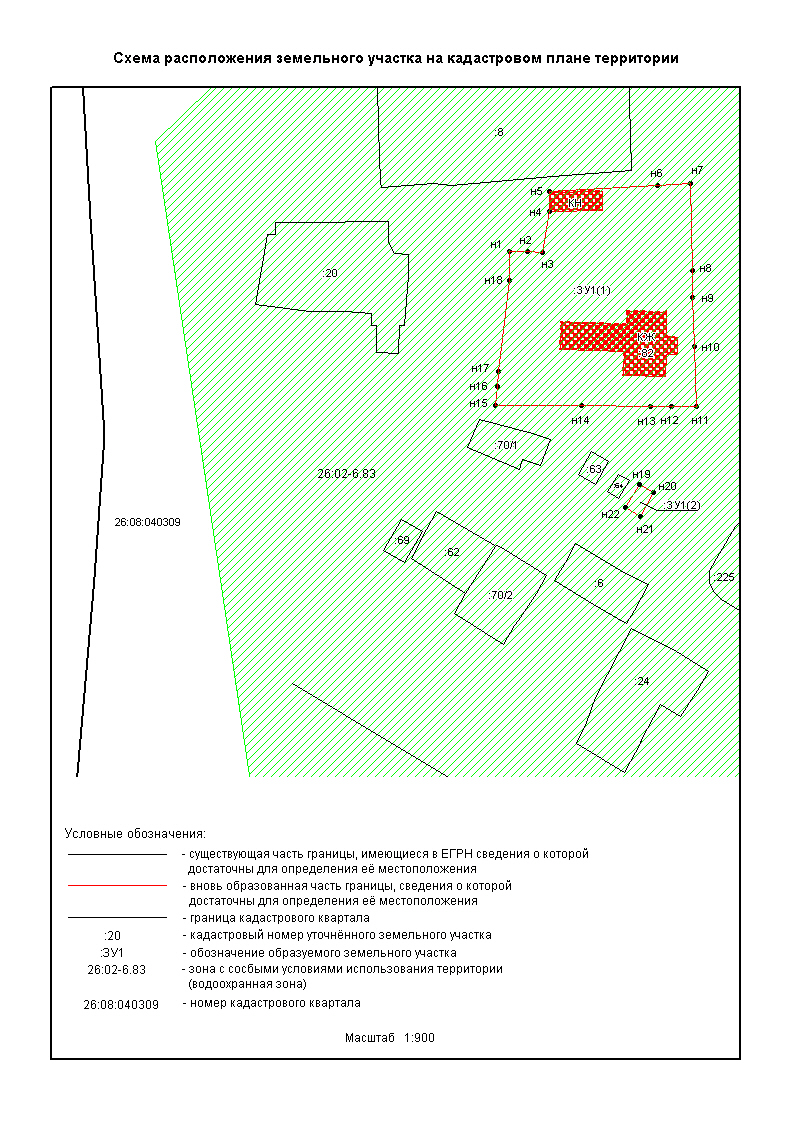 Схема расположения земельного участка на кадастровом плане территории
:8
н7
н6
н5
н4
КН
н1
н2
н3
:20
н8
н18
:ЗУ1(1)
н9
КЖ
:82
н10
н17
н16
н15
н14
н13
н12
н11
:70/1
:63
:64
н19
н20
26:02-6.83
:ЗУ1(2)
н22
н21
26:08:040309
:69
:62
:6
:225
:70/2
:24
Условные обозначения:
- существующая часть границы, имеющиеся в ЕГРН сведения о которой
достаточны для определения её местоположения
- вновь образованная часть границы, сведения о которой
достаточны для определения её местоположения
- граница кадастрового квартала
:20 - кадастровый номер уточнённого земельного участка
:ЗУ1 - обозначение образуемого земельного участка
26:02-6.83 - зона с сосбыми условиями использования территории
(водоохранная зона)
26:08:040309 - номер кадастрового квартала
Масштаб 1:900